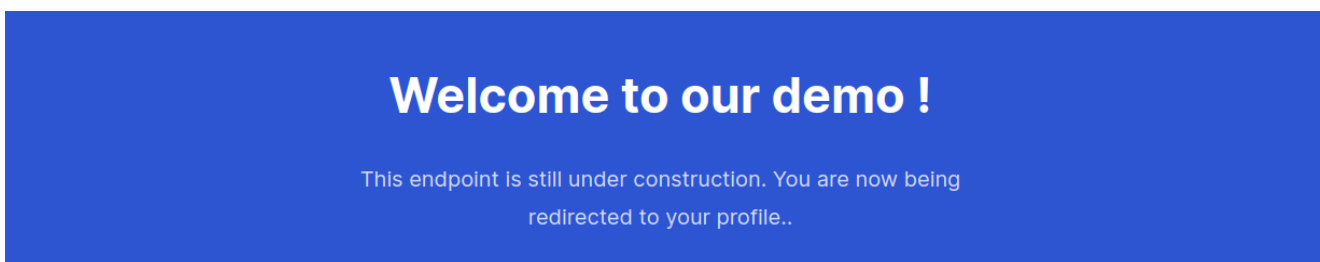 Welcome to our demo !
This endpoint is still under construction. You are now being
redirected to your profile..